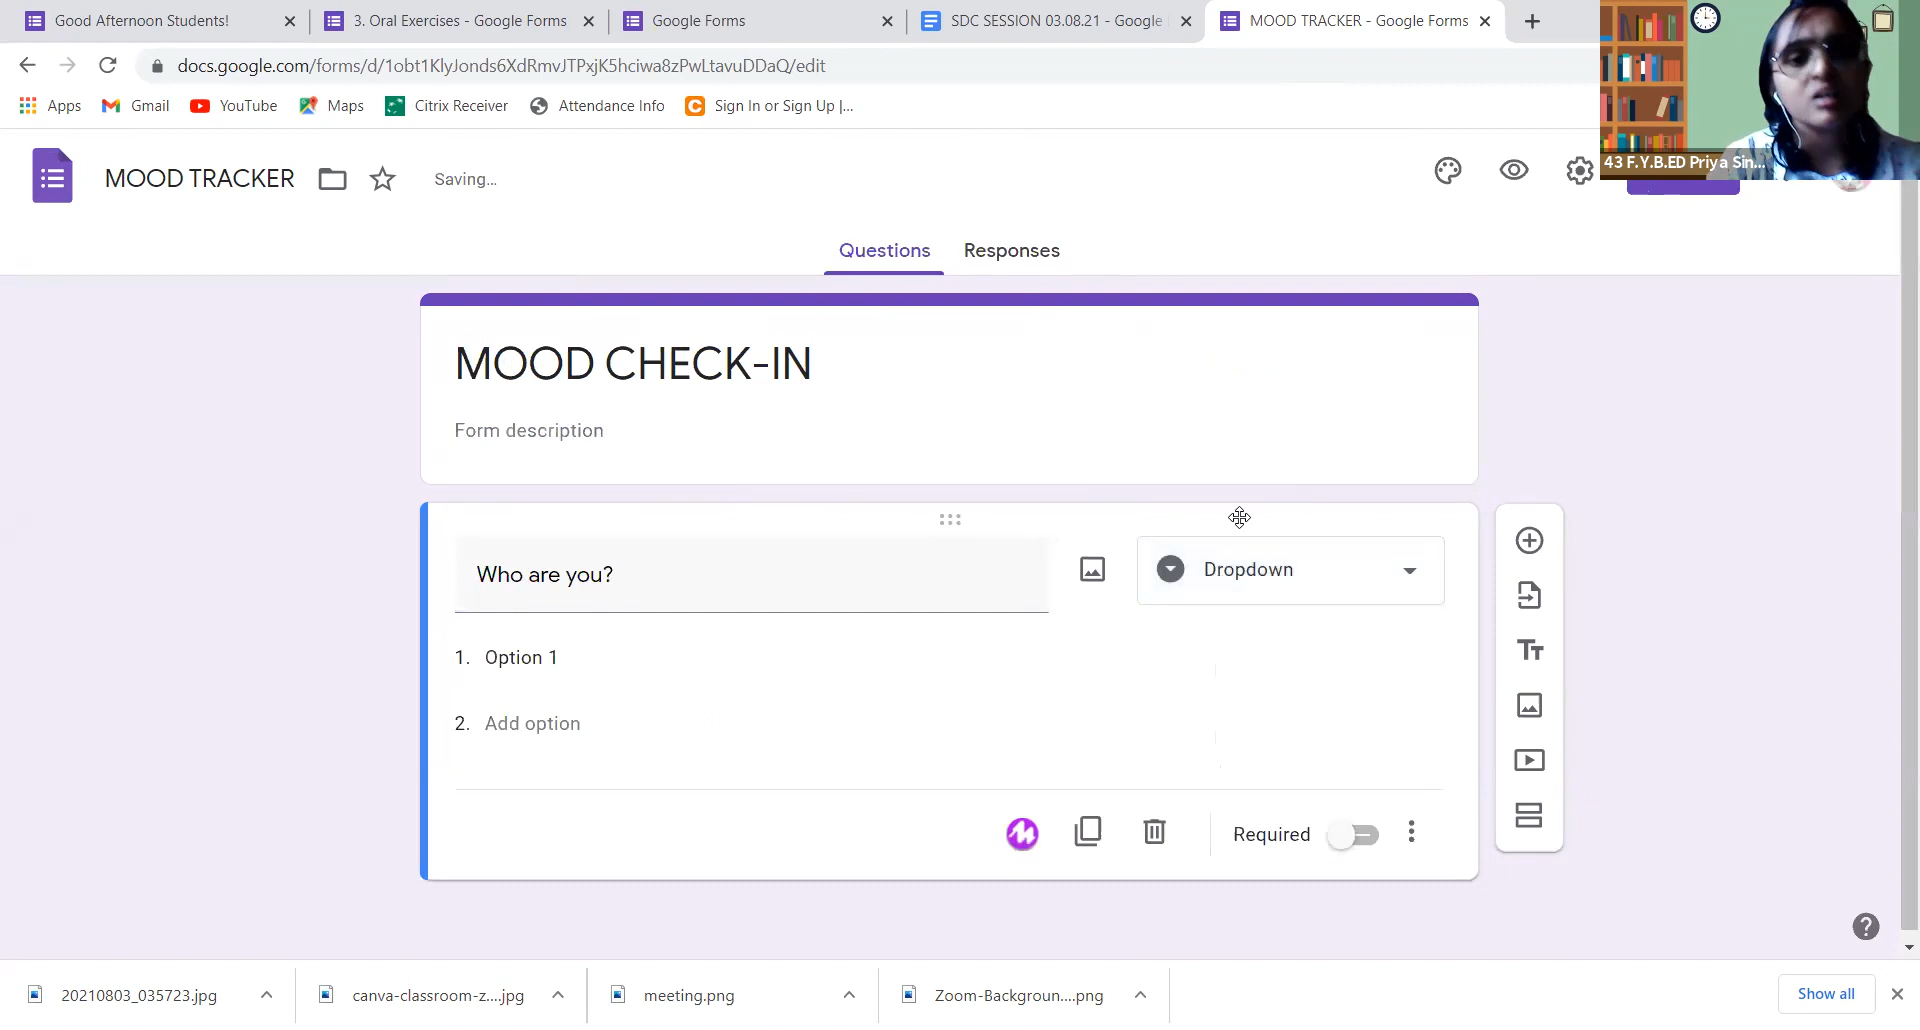 Good Afternoon Students!
3. Oral Exercises - Google Forms
Google Forms
SDC SESSION 03.08.21 - Google
MOOD TRACKER - Google Forms
docs.google.com/forms/d/1obt1KlyJonds6XdRmvJTPxjK5hciwa8zPwLtavuDDaQ/edit
Apps
Gmail
YouTube
Maps
Citrix Receiver
Attendance Info
Sign In or Sign Up |...
43 F.Y.B.ED Priya Sin...
MOOD TRACKER
Saving...
Questions
Responses
MOOD CHECK-IN
Form description
Who are you?
Dropdown
1. Option 1
2. Add option
Required
20210803_035723.jpg
canva-classroom-z....jpg
meeting.png
Zoom-Backgroun....png
Show all